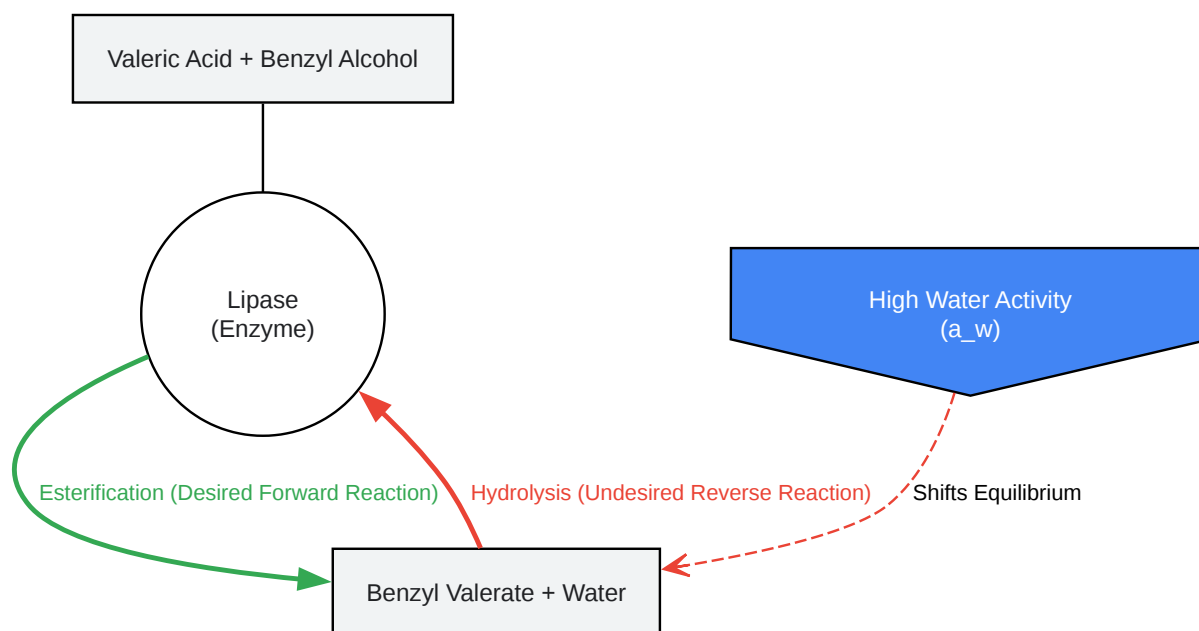 Valeric Acid + Benzyl Alcohol
Lipase
(Enzyme)
High Water Activity
(a_w)
Esterification (Desired Forward Reaction)
Hydrolysis (Undesired Reverse Reaction)
Shifts Equilibrium
Benzyl Valerate + Water